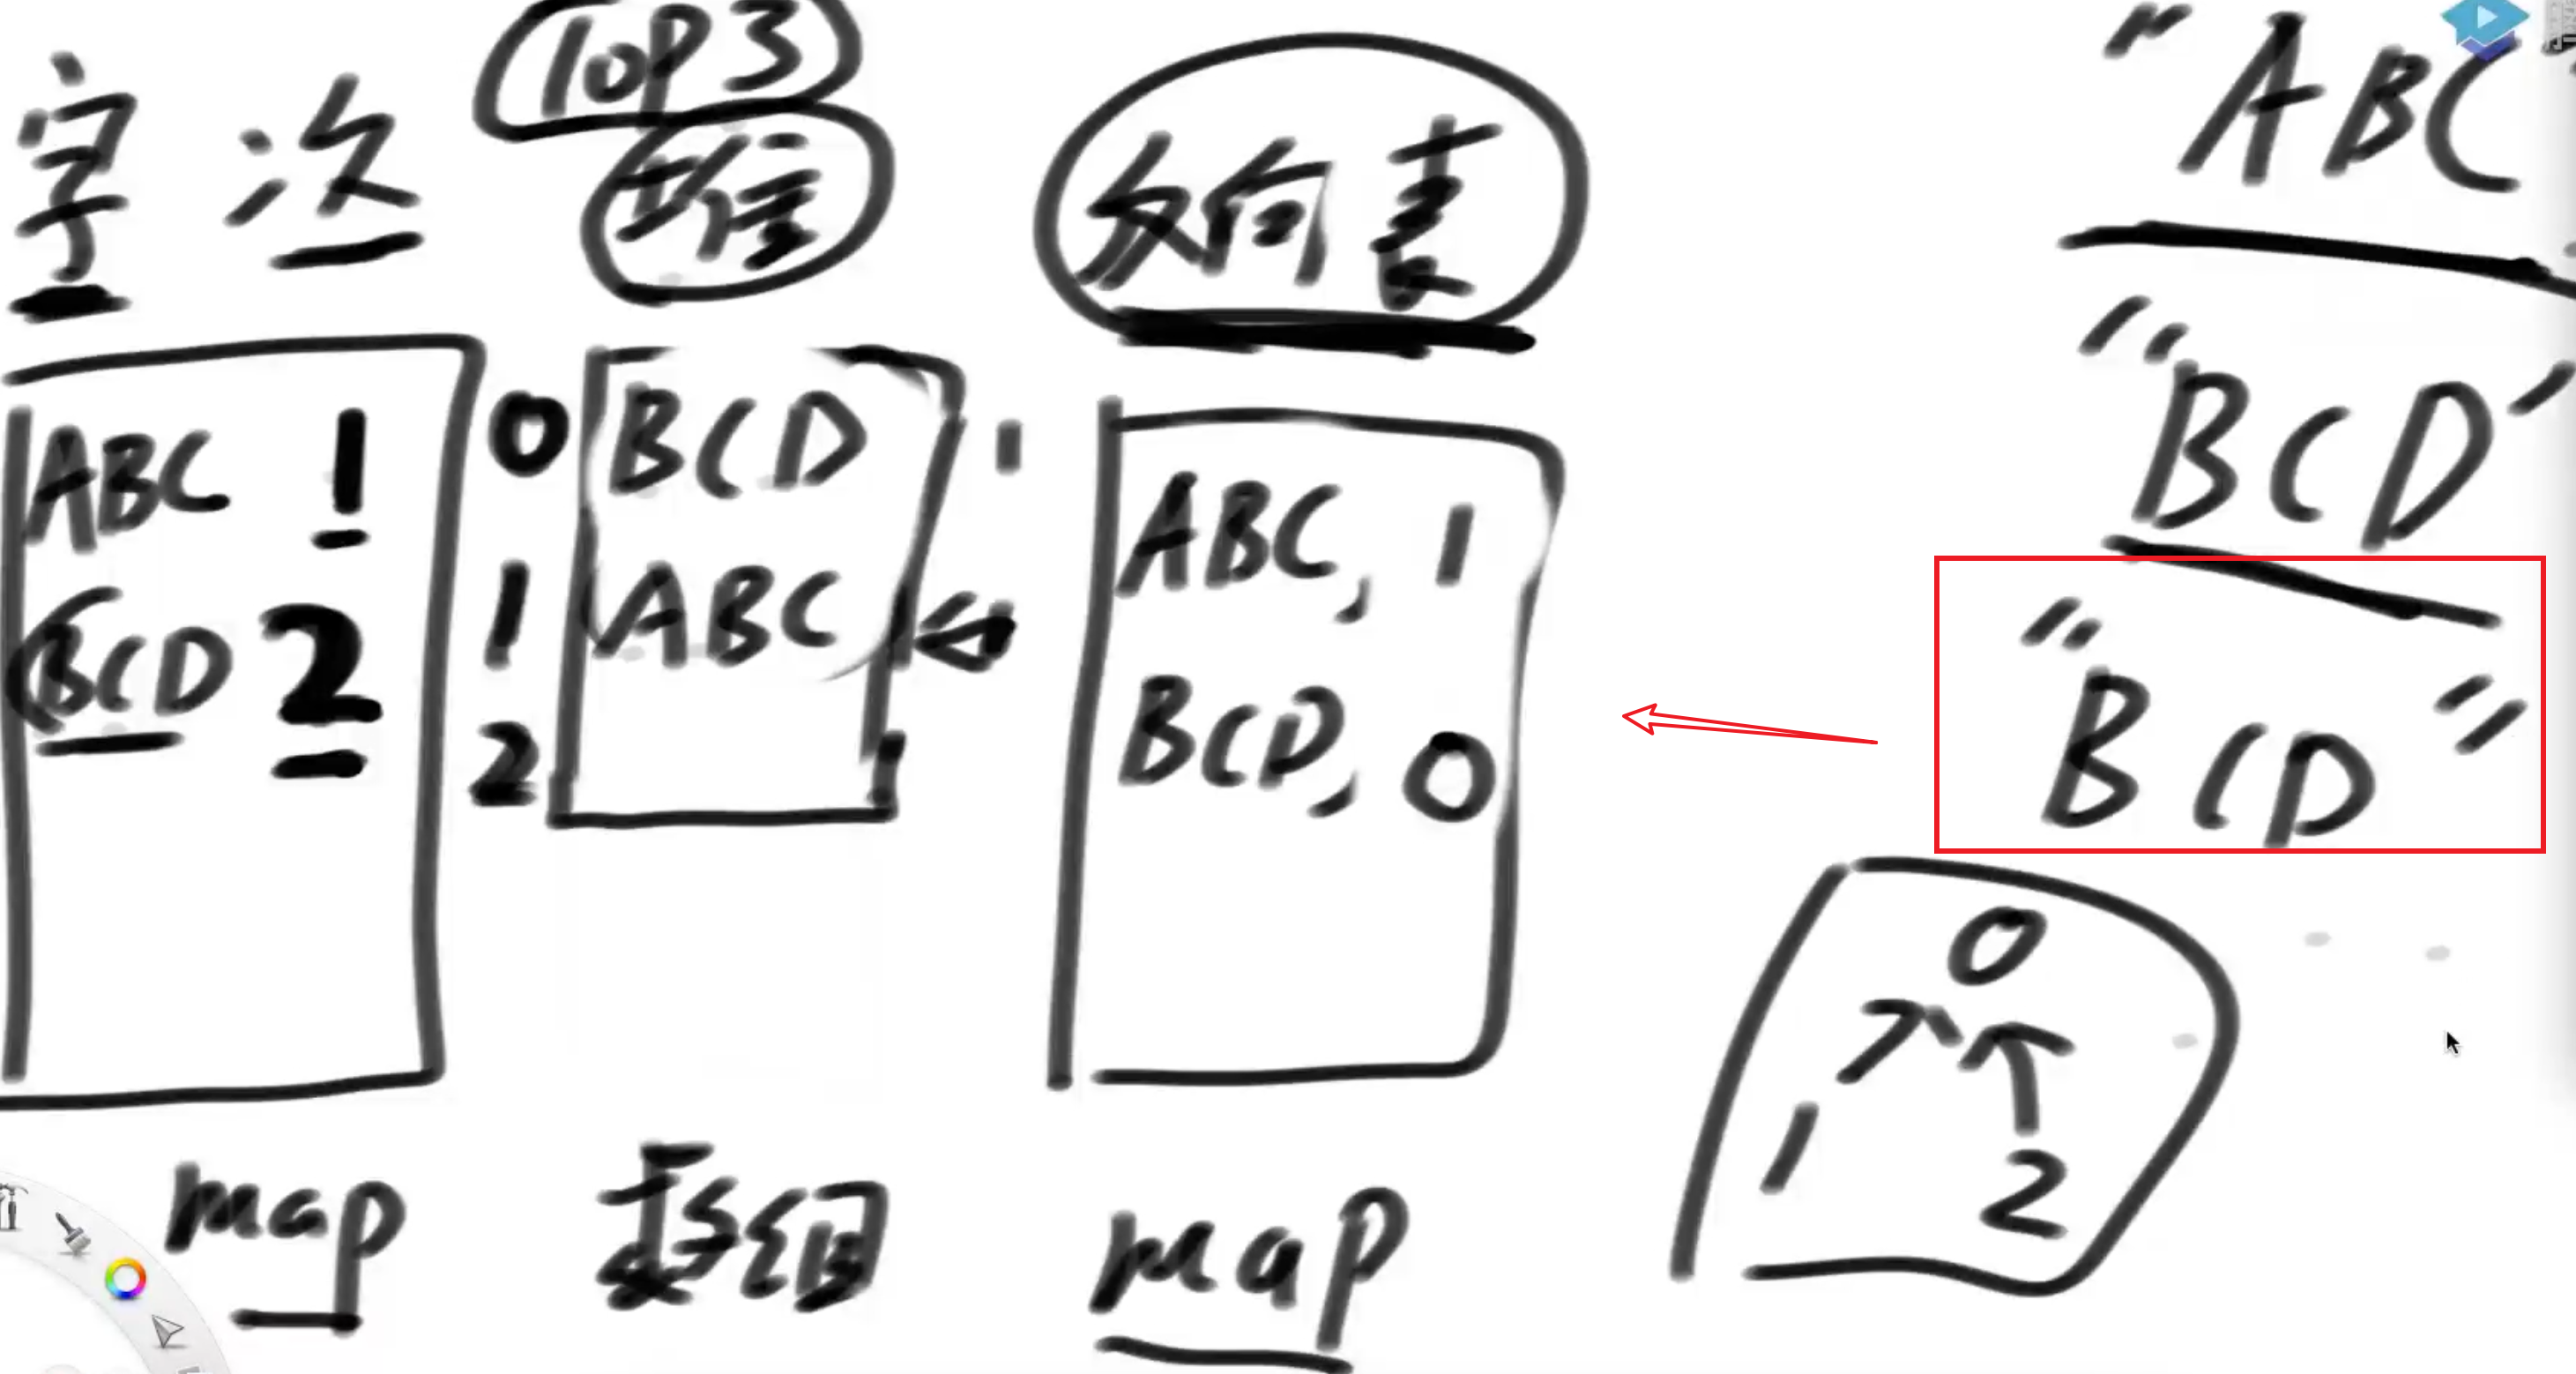 字 次 TOP 3 堆 反向表
ABC 1
BCD 2
0 BCD
1 ABC
2
ABC, 1
BCD, 0
map 数组 map
"ABC
"BCD'
"BCD"
0
1 2